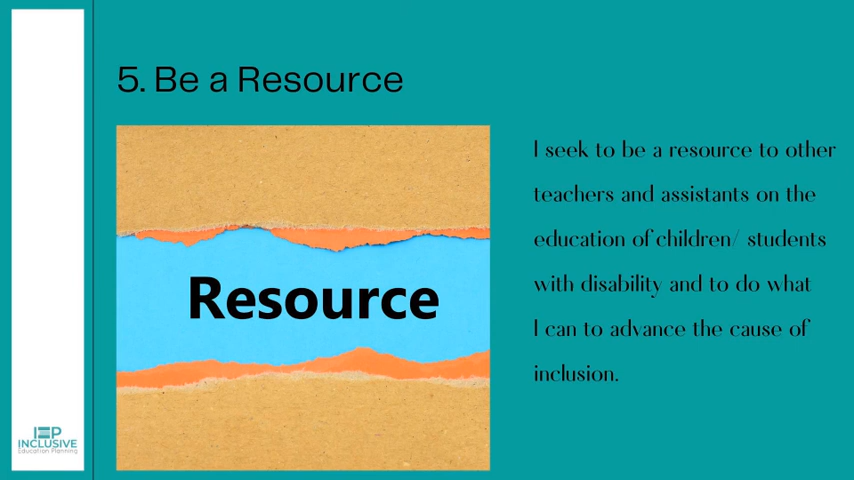 5. Be a Resource
Resource
I seek to be a resource to other
teachers and assistants on the
education of children/ students
with disability and to do what
I can to advance the cause of
inclusion.
IEP
INCLUSIVE
Education Planning